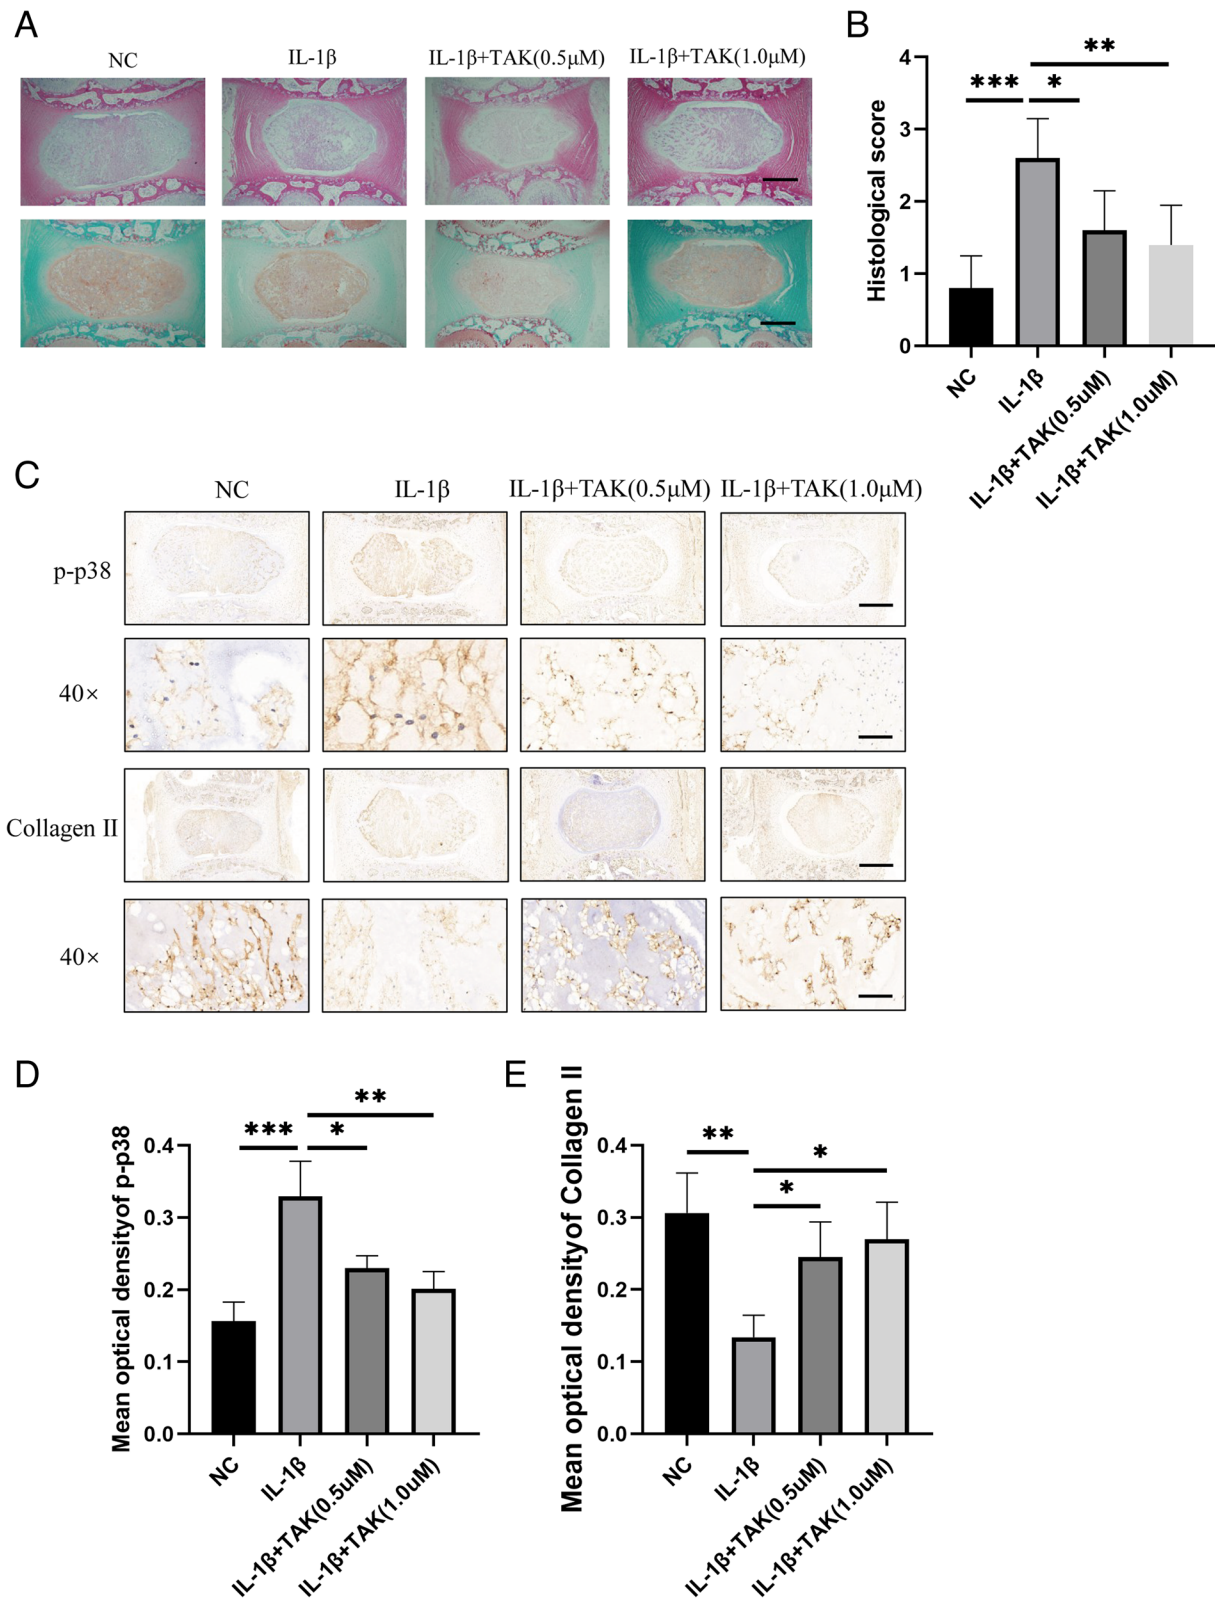 A
NC
IL-1β
IL-1β+TAK(0.5μM)
IL-1β+TAK(1.0μM)
B
Histological score
4
3
2
1
0
***
*
**
NC
IL-1β
IL-1β+TAK(0.5uM)
IL-1β+TAK(1.0uM)
C
NC
IL-1β
IL-1β+TAK(0.5μM)
IL-1β+TAK(1.0μM)
p-p38
40×
Collagen II
40×
D
Mean optical densityof p-p38
0.4
0.3
0.2
0.1
0.0
***
*
**
NC
IL-1β
IL-1β+TAK(0.5uM)
IL-1β+TAK(1.0uM)
E
Mean optical densityof Collagen II
0.4
0.3
0.2
0.1
0.0
**
*
*
NC
IL-1β
IL-1β+TAK(0.5uM)
IL-1β+TAK(1.0uM)